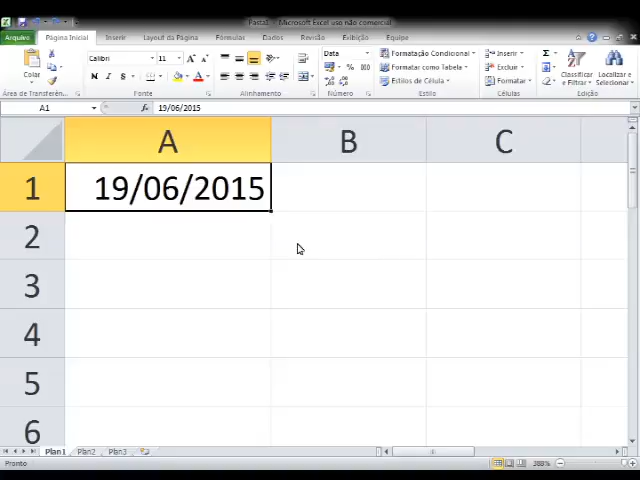 Pasta1 - Microsoft Excel uso não comercial
Arquivo Página Inicial Inserir Layout da Página Fórmulas Dados Revisão Exibição Equipe
Calibri 11 Data Formatação Condicional Inserir Σ
Colar N I S % 000 Formatar como Tabela Excluir Classificar e Filtrar Localizar e Selecionar
Estilos de Célula Formatar
Área de Transferên... Fonte Alinhamento Número Estilo Células Edição
A1 fx 19/06/2015
A B C
1 19/06/2015
2
3
4
5
6
Plan1 Plan2 Plan3
Pronto 388%